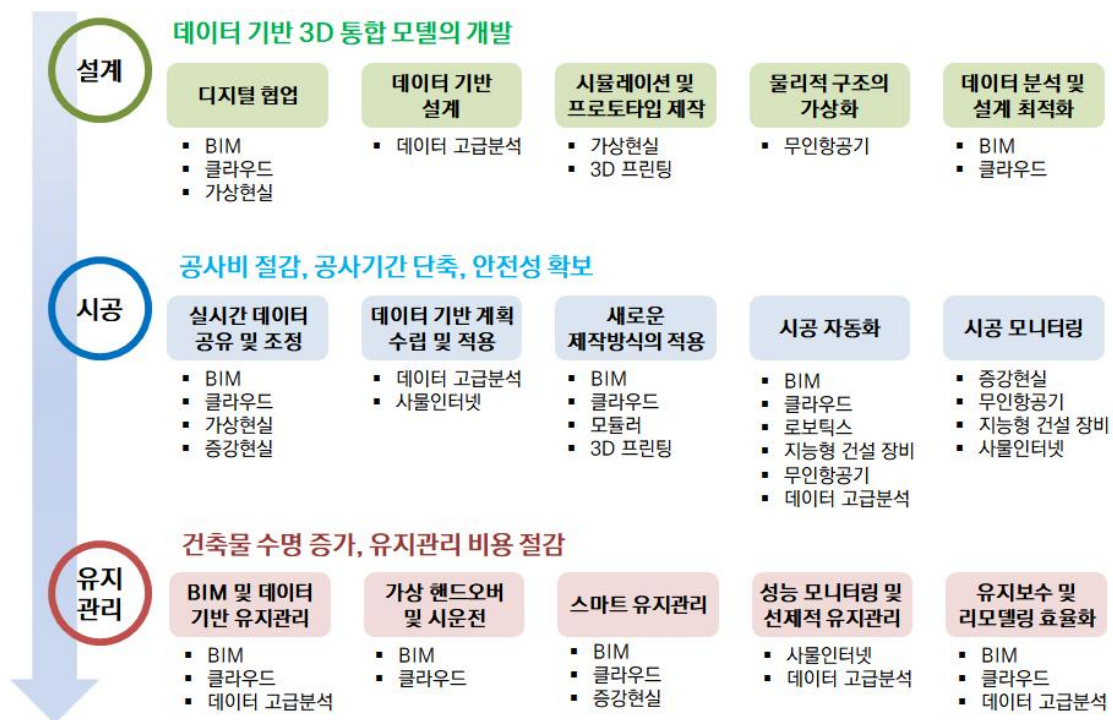 데이터 기반 3D 통합 모델의 개발
설계
디지털 협업
▪ BIM
▪ 클라우드
▪ 가상현실
데이터 기반
설계
▪ 데이터 고급분석
시뮬레이션 및
프로토타입 제작
▪ 가상현실
▪ 3D 프린팅
물리적 구조의
가상화
▪ 무인항공기
데이터 분석 및
설계 최적화
▪ BIM
▪ 클라우드
공사비 절감, 공사기간 단축, 안전성 확보
시공
실시간 데이터
공유 및 조정
▪ BIM
▪ 클라우드
▪ 가상현실
▪ 증강현실
데이터 기반 계획
수립 및 적용
▪ 데이터 고급분석
▪ 사물인터넷
새로운
제작방식의 적용
▪ BIM
▪ 클라우드
▪ 모듈러
▪ 3D 프린팅
시공 자동화
▪ BIM
▪ 클라우드
▪ 로보틱스
▪ 지능형 건설 장비
▪ 무인항공기
▪ 데이터 고급분석
시공 모니터링
▪ 증강현실
▪ 무인항공기
▪ 지능형 건설 장비
▪ 사물인터넷
건축물 수명 증가, 유지관리 비용 절감
유지
관리
BIM 및 데이터
기반 유지관리
▪ BIM
▪ 클라우드
▪ 데이터 고급분석
가상 핸드오버
및 시운전
▪ BIM
▪ 클라우드
스마트 유지관리
▪ BIM
▪ 클라우드
▪ 증강현실
성능 모니터링 및
선제적 유지관리
▪ 사물인터넷
▪ 데이터 고급분석
유지보수 및
리모델링 효율화
▪ BIM
▪ 클라우드
▪ 데이터 고급분석